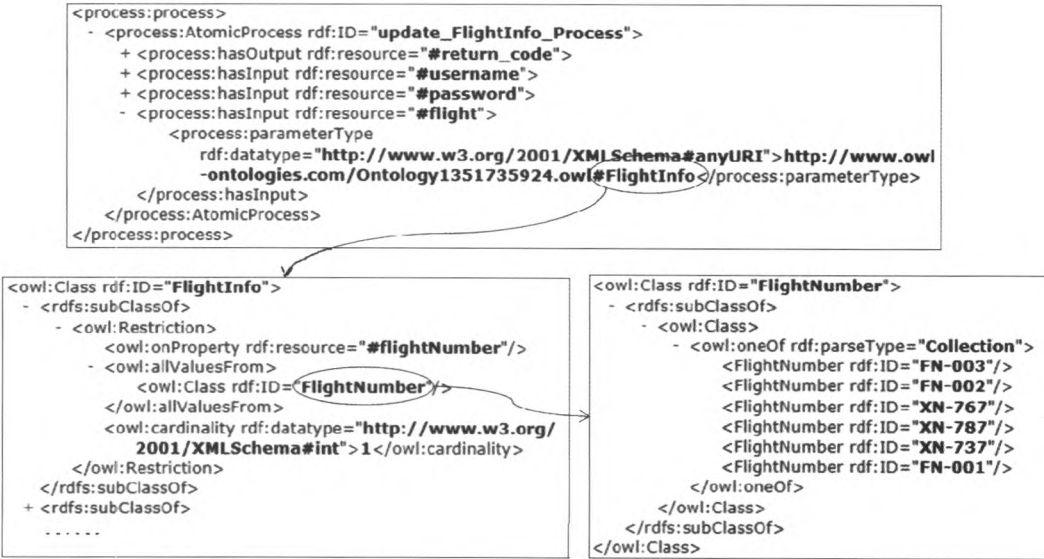 <process:process>
- <process:AtomicProcess rdf:ID="update_FlightInfo_Process">
+ <process:hasOutput rdf:resource="#return_code">
+ <process:hasInput rdf:resource="#username">
+ <process:hasInput rdf:resource="#password">
- <process:hasInput rdf:resource="#flight">
<process:parameterType
rdf:datatype="http://www.w3.org/2001/XMLSchema#anyURI">http://www.owl
-ontologies.com/Ontology1351735924.owl#FlightInfo</process:parameterType>
</process:hasInput>
</process:AtomicProcess>
</process:process>
<owl:Class rdf:ID="FlightInfo">
- <rdfs:subClassOf>
- <owl:Restriction>
<owl:onProperty rdf:resource="#flightNumber"/>
- <owl:allValuesFrom>
<owl:Class rdf:ID="FlightNumber"/>
</owl:allValuesFrom>
<owl:cardinality rdf:datatype="http://www.w3.org/
2001/XMLSchema#int">1</owl:cardinality>
</owl:Restriction>
</rdfs:subClassOf>
+ <rdfs:subClassOf>
......
<owl:Class rdf:ID="FlightNumber">
- <rdfs:subClassOf>
- <owl:Class>
- <owl:oneOf rdf:parseType="Collection">
<FlightNumber rdf:ID="FN-003"/>
<FlightNumber rdf:ID="FN-002"/>
<FlightNumber rdf:ID="XN-767"/>
<FlightNumber rdf:ID="XN-787"/>
<FlightNumber rdf:ID="XN-737"/>
<FlightNumber rdf:ID="FN-001"/>
</owl:oneOf>
</owl:Class>
</rdfs:subClassOf>
</owl:Class>